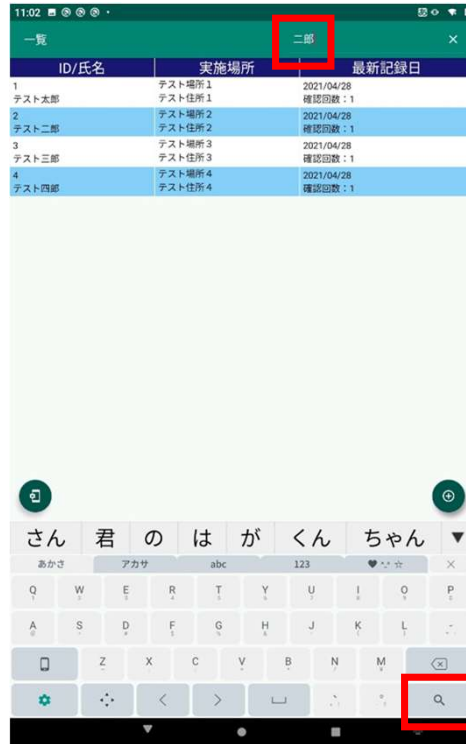 11:02
一覧 二郎 ×
ID/氏名 実施場所 最新記録日
1 テスト場所1 2021/04/28
テスト太郎 テスト住所1 確認回数:1
2 テスト場所2 2021/04/28
テスト二郎 テスト住所2 確認回数:1
3 テスト場所3 2021/04/28
テスト三郎 テスト住所3 確認回数:1
4 テスト場所4 2021/04/28
テスト四郎 テスト住所4 確認回数:1
さん 君 の は が くん ちゃん ▼
あかさ アカサ abc 123 ♥ ☆ ×
Q W E R T Y U I O P
A S D F G H J K L -
Z X C V B N M